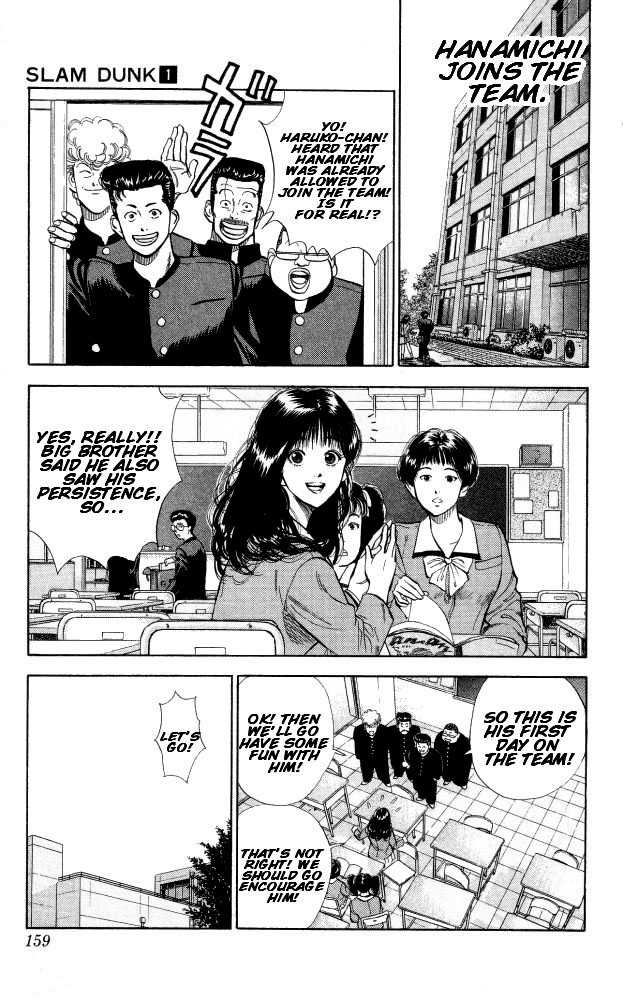 SLAM DUNK 1
HANAMICHI
JOINS THE
TEAM.
ガラッ
YO!
HARUKO-CHAN!
HEARD THAT
HANAMICHI
WAS ALREADY
ALLOWED TO
JOIN THE TEAM!
IS IT
FOR REAL!?
YES, REALLY!!
BIG BROTHER
SAID HE ALSO
SAW HIS
PERSISTENCE,
SO...
SO THIS IS
HIS FIRST
DAY ON
THE TEAM!
OK! THEN
WE'LL GO
HAVE SOME
FUN WITH
HIM!
THAT'S NOT
RIGHT! WE
SHOULD GO
ENCOURAGE
HIM!
LET'S
GO!
159